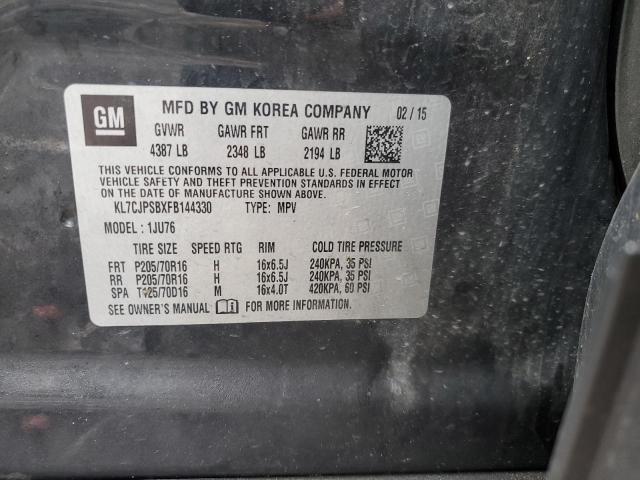 GM MFD BY GM KOREA COMPANY 02 / 15
GVWR GAWR FRT GAWR RR
4387 LB 2348 LB 2194 LB
THIS VEHICLE CONFORMS TO ALL APPLICABLE U.S. FEDERAL MOTOR
VEHICLE SAFETY AND THEFT PREVENTION STANDARDS IN EFFECT
ON THE DATE OF MANUFACTURE SHOWN ABOVE.
KL7CJPSBXFB144330 TYPE: MPV
MODEL : 1JU76
TIRE SIZE SPEED RTG RIM COLD TIRE PRESSURE
FRT P205/70R16 H 16x6.5J 240KPA, 35 PSI
RR P205/70R16 H 16x6.5J 240KPA, 35 PSI
SPA T125/70D16 M 16x4.0T 420KPA, 60 PSI
SEE OWNER'S MANUAL FOR MORE INFORMATION.